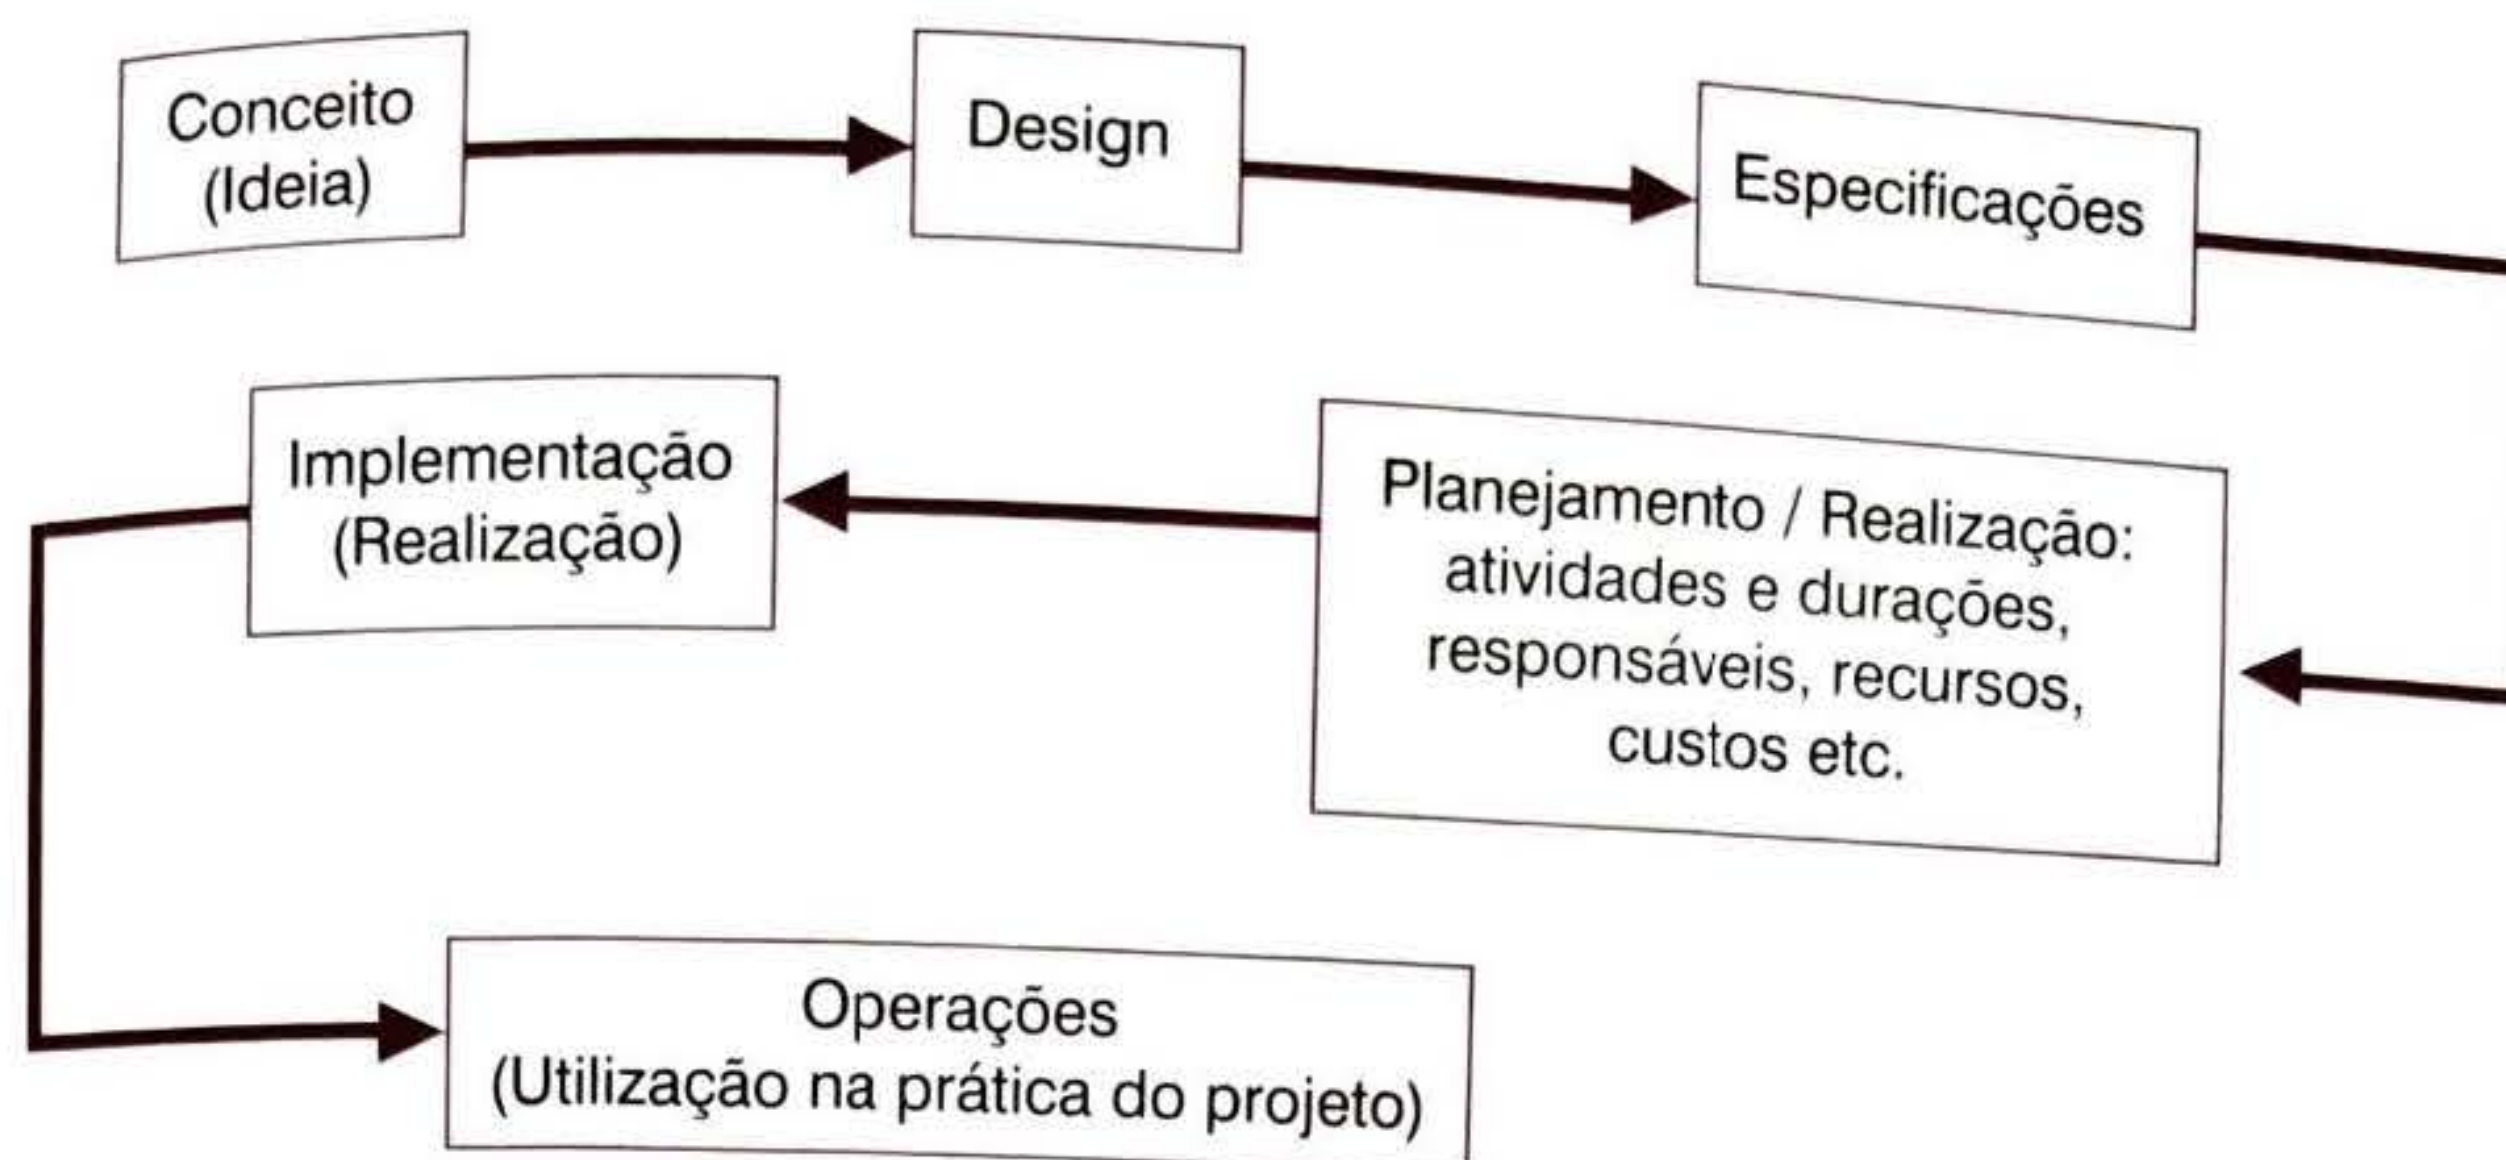 Conceito
(Ideia)
Design
Especificações
Implementação
(Realização)
Planejamento / Realização:
atividades e durações,
responsáveis, recursos,
custos etc.
Operações
(Utilização na prática do projeto)